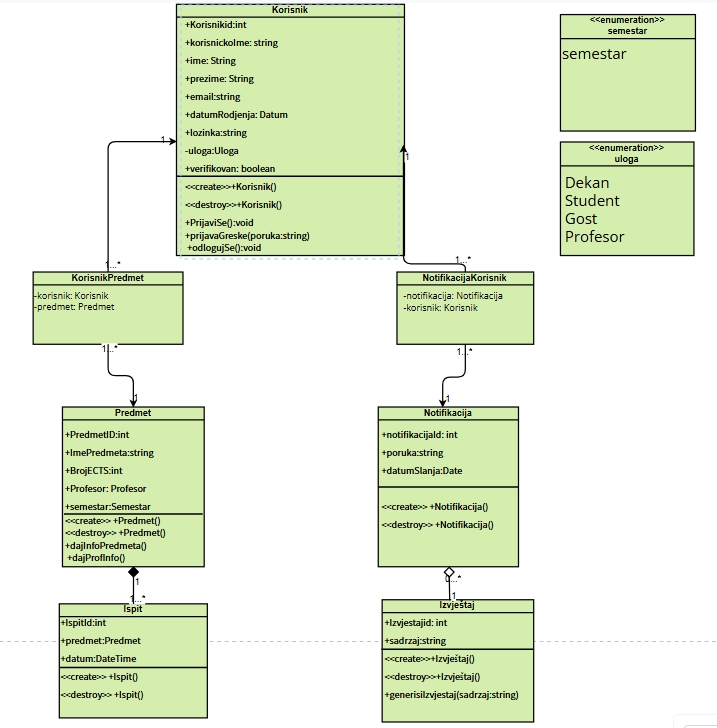 Korisnik
+Korisnikid:int
+korisnickoIme: string
+ime: String
+prezime: String
+email:string
+datumRodjenja: Datum
+lozinka:string
-uloga:Uloga
+verifikovan: boolean
<<create>>+Korisnik()
<<destroy>>+Korisnik()
+PrijaviSe():void
+prijavaGreske(poruka:string)
+odlogujSe():void
<<enumeration>>
semestar
semestar
<<enumeration>>
uloga
Dekan
Student
Gost
Profesor
1
1
1...*
1...*
KorisnikPredmet
-korisnik: Korisnik
-predmet: Predmet
NotifikacijaKorisnik
-notifikacija: Notifikacija
-korisnik: Korisnik
1...*
1...*
1
1
Predmet
+PredmetID:int
+ImePredmeta:string
+BrojECTS:int
+Profesor: Profesor
+semestar:Semestar
<<create>> +Predmet()
<<destroy>> +Predmet()
+dajInfoPredmeta()
+dajProfInfo()
Notifikacija
+notifikacijaId: int
+poruka:string
+datumSlanja:Date
<<create>> +Notifikacija()
<<destroy>> +Notifikacija()
1
1...*
0...*
1
Ispit
+IspitId:int
+predmet:Predmet
+datum:DateTime
<<create>> +Ispit()
<<destroy>> +Ispit()
Izvještaj
+Izvjestajid: int
+sadrzaj:string
<<create>>+Izvještaj()
<<destroy>>+Izvještaj()
+generisiIzvjestaj(sadrzaj:string)